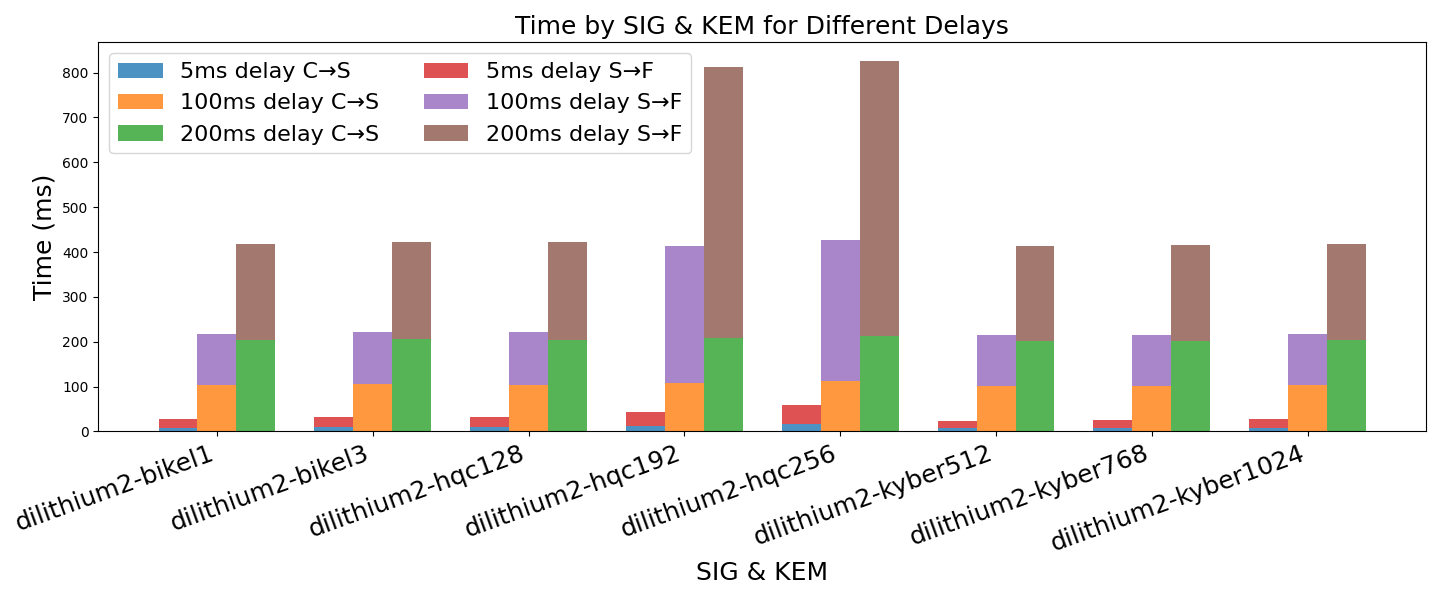 Time by SIG & KEM for Different Delays
5ms delay C→S
100ms delay C→S
200ms delay C→S
5ms delay S→F
100ms delay S→F
200ms delay S→F
Time (ms)
800
700
600
500
400
300
200
100
0
dilithium2-bikel1
dilithium2-bikel3
dilithium2-hqc128
dilithium2-hqc192
dilithium2-hqc256
dilithium2-kyber512
dilithium2-kyber768
dilithium2-kyber1024
SIG & KEM